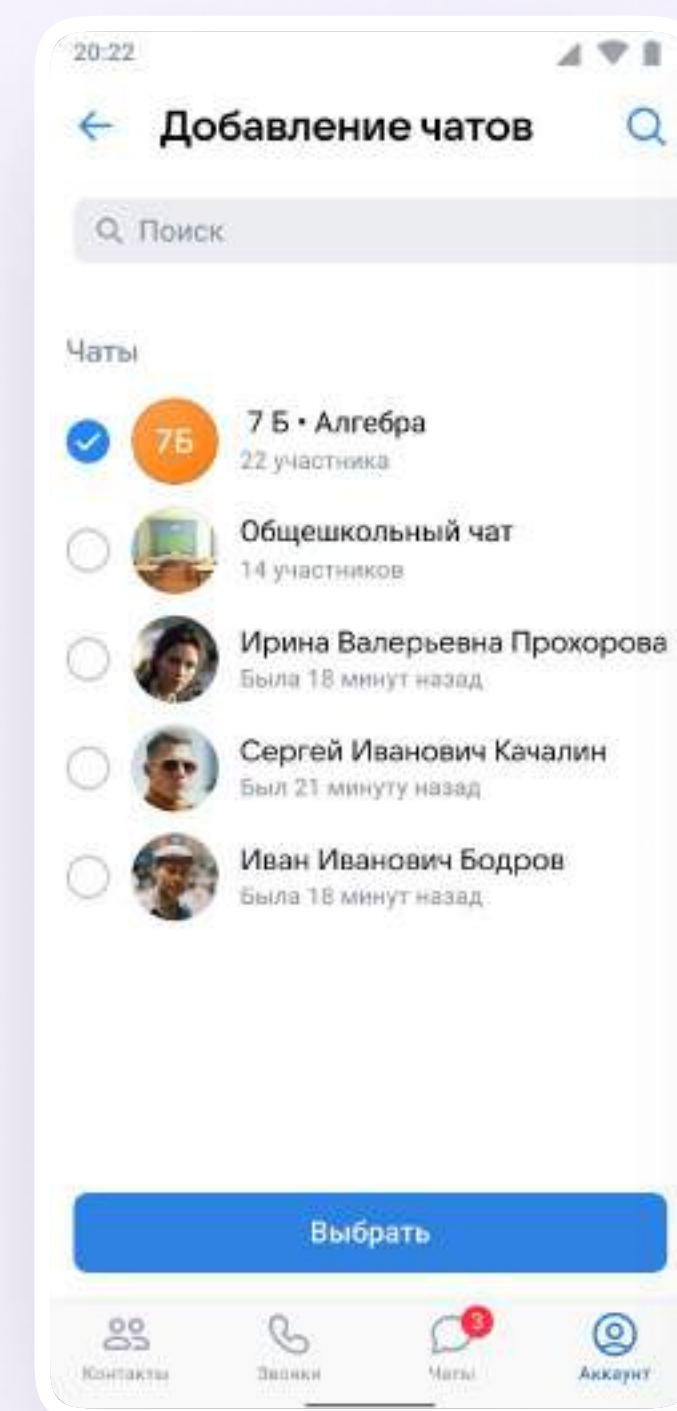 20:22
Добавление чатов
Поиск
Чаты
7Б
7 Б • Алгебра
22 участника
Общешкольный чат
14 участников
Ирина Валерьевна Прохорова
Была 18 минут назад
Сергей Иванович Качалин
Был 21 минуту назад
Иван Иванович Бодров
Была 18 минут назад
Выбрать
3
Контакты Звонки Чаты Аккаунт